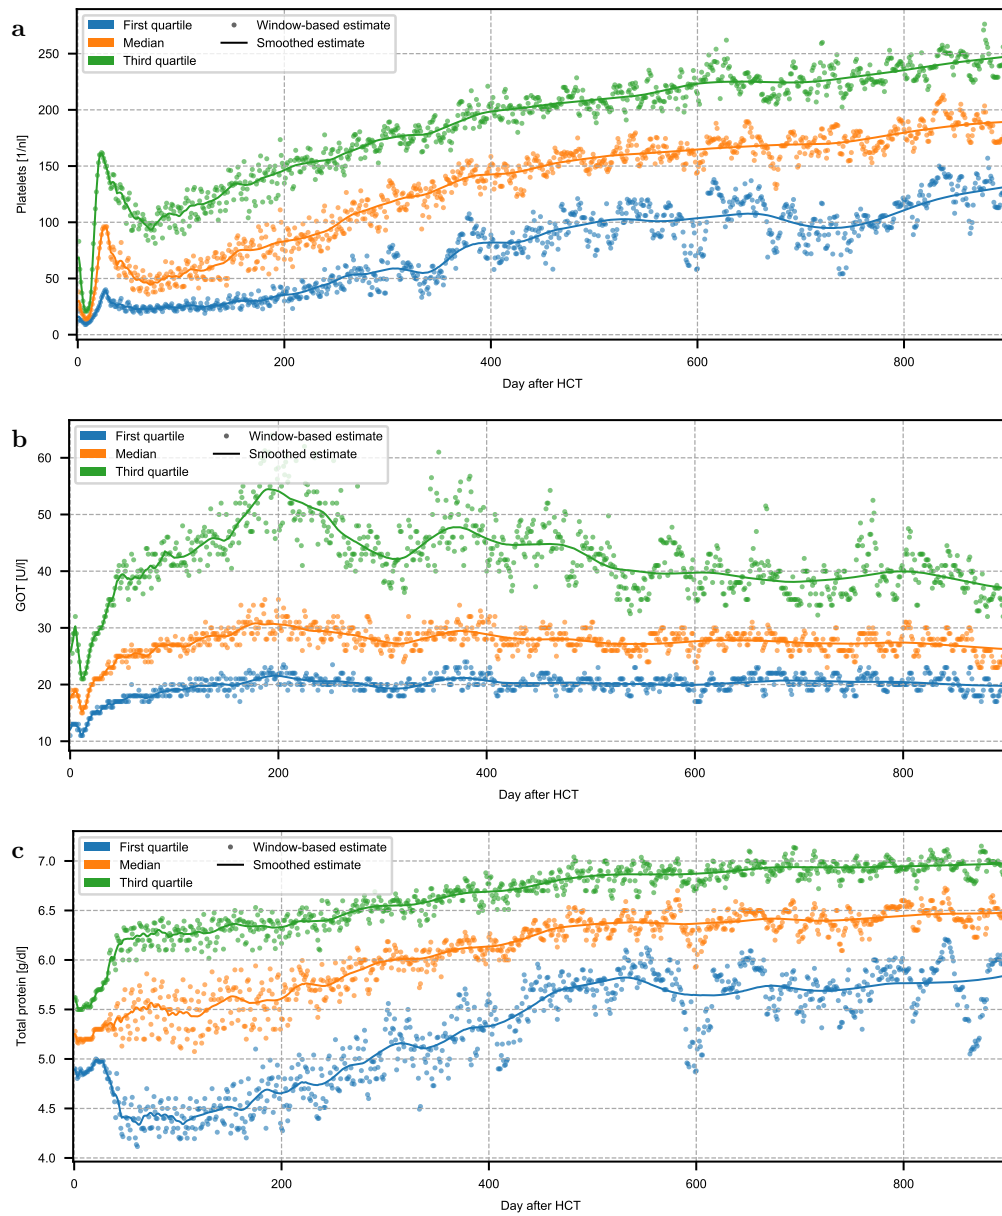 a
First quartile
Median
Third quartile
Window-based estimate
Smoothed estimate
250
200
150
100
50
0
Platelets [1/nl]
0 200 400 600 800
Day after HCT
b
First quartile
Median
Third quartile
Window-based estimate
Smoothed estimate
60
50
40
30
20
10
GOT [U/l]
0 200 400 600 800
Day after HCT
c
First quartile
Median
Third quartile
Window-based estimate
Smoothed estimate
7.0
6.5
6.0
5.5
5.0
4.5
4.0
Total protein [g/dl]
0 200 400 600 800
Day after HCT